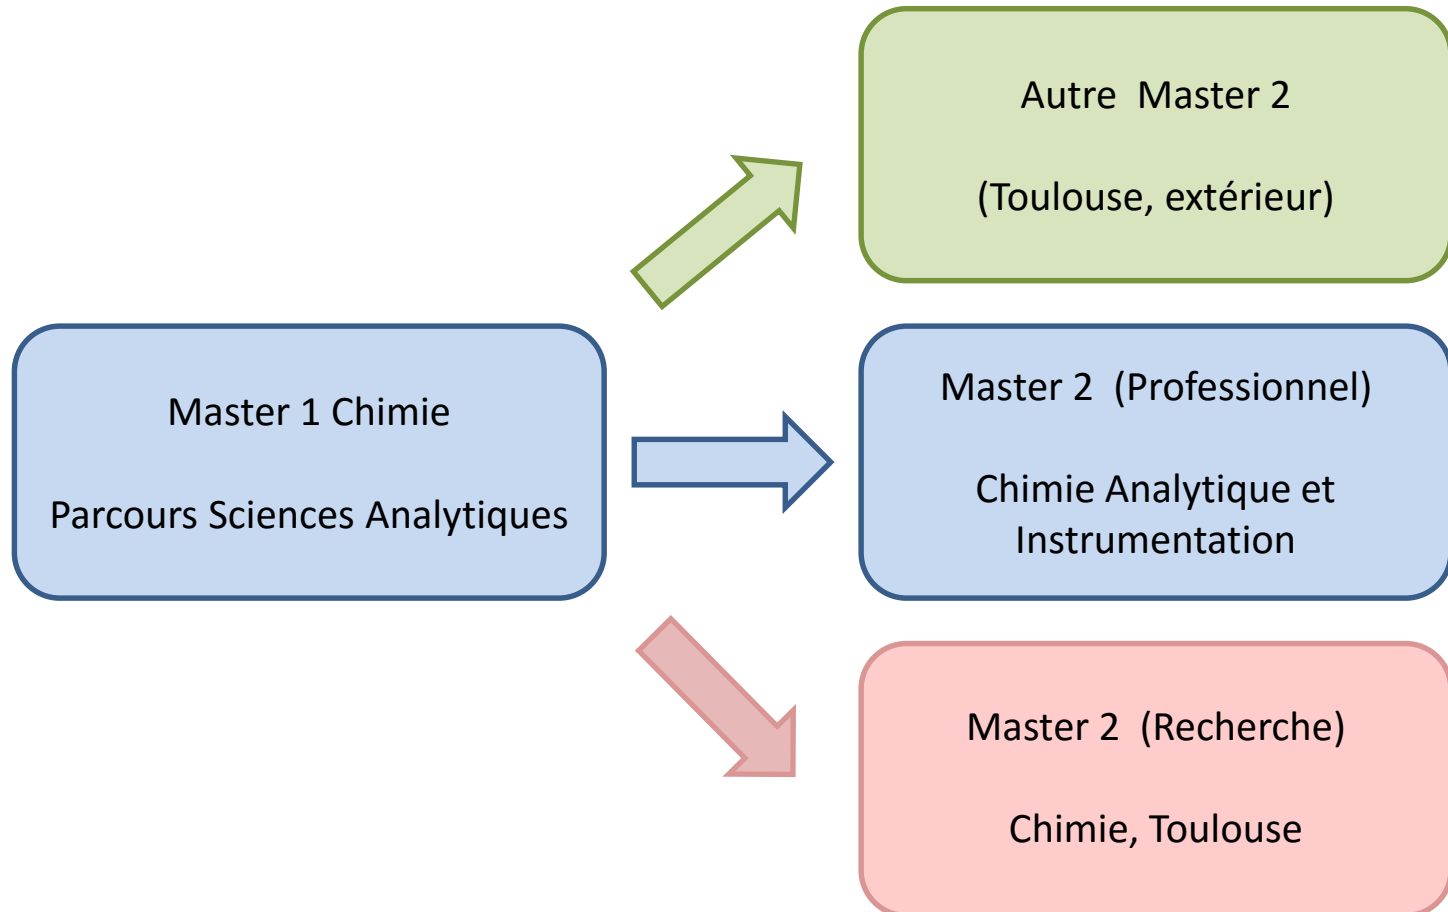 Autre Master 2
(Toulouse, extérieur)
Master 1 Chimie
Parcours Sciences Analytiques
Master 2 (Professionnel)
Chimie Analytique et
Instrumentation
Master 2 (Recherche)
Chimie, Toulouse